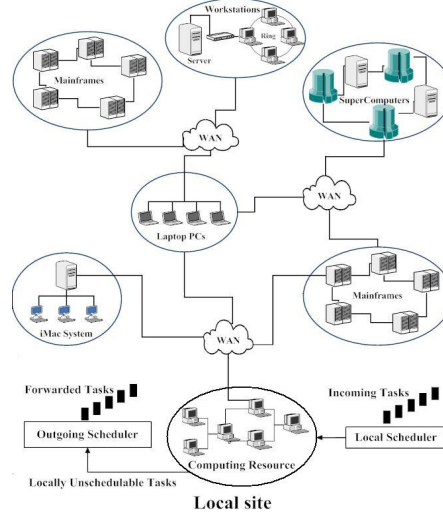 Workstations
Ring
Server
Mainframes
SuperComputers
WAN
WAN
Laptop PCs
iMac System
WAN
Mainframes
Forwarded Tasks
Incoming Tasks
Outgoing Scheduler
Computing Resource
Local Scheduler
Locally Unschedulable Tasks
Local site